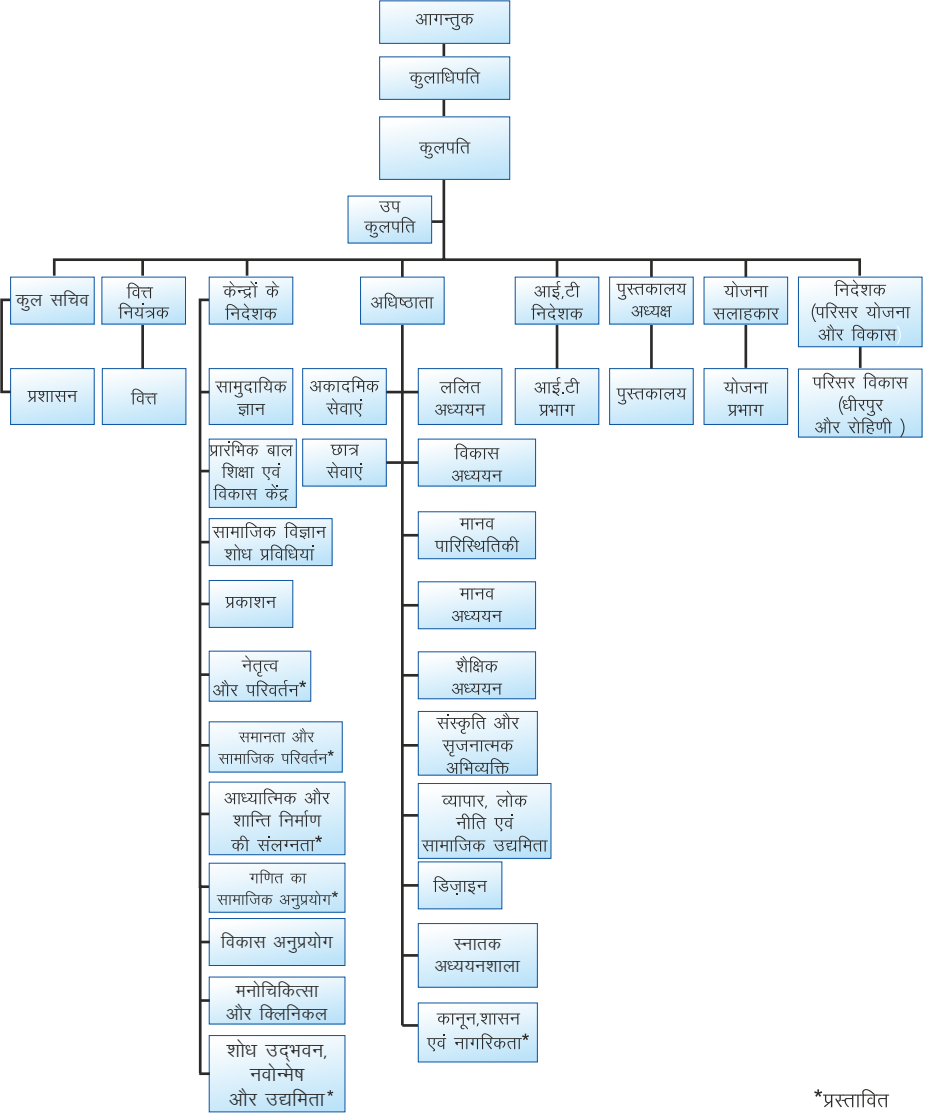 आगन्तुक
कुलाधिपति
कुलपति
उप
कुलपति
कुल सचिव
वित्त
नियंत्रक
केन्द्रों के
निदेशक
अधिष्ठाता
आई.टी
निदेशक
पुस्तकालय
अध्यक्ष
योजना
सलाहकार
निदेशक
(परिसर योजना
और विकास)
प्रशासन
वित्त
सामुदायिक
ज्ञान
अकादमिक
सेवाएं
ललित
अध्ययन
आई.टी
प्रभाग
पुस्तकालय
योजना
प्रभाग
परिसर विकास
(धीरपुर
और रोहिणी )
प्रारंभिक बाल
शिक्षा एवं
विकास केंद्र
छात्र
सेवाएं
विकास
अध्ययन
सामाजिक विज्ञान
शोध प्रविधियां
मानव
पारिस्थितिकी
प्रकाशन
मानव
अध्ययन
नेतृत्व
और परिवर्तन*
शैक्षिक
अध्ययन
समानता और
सामाजिक परिवर्तन*
संस्कृति और
सृजनात्मक
अभिव्यक्ति
आध्यात्मिक और
शान्ति निर्माण
की संलग्नता*
व्यापार, लोक
नीति एवं
सामाजिक उद्यमिता
गणित का
सामाजिक अनुप्रयोग*
डिज़ाइन
विकास अनुप्रयोग
स्नातक
अध्ययनशाला
मनोचिकित्सा
और क्लिनिकल
कानून,शासन
एवं नागरिकता*
शोध उद्‌भवन,
नवोन्मेष
और उद्यमिता*
*प्रस्तावित